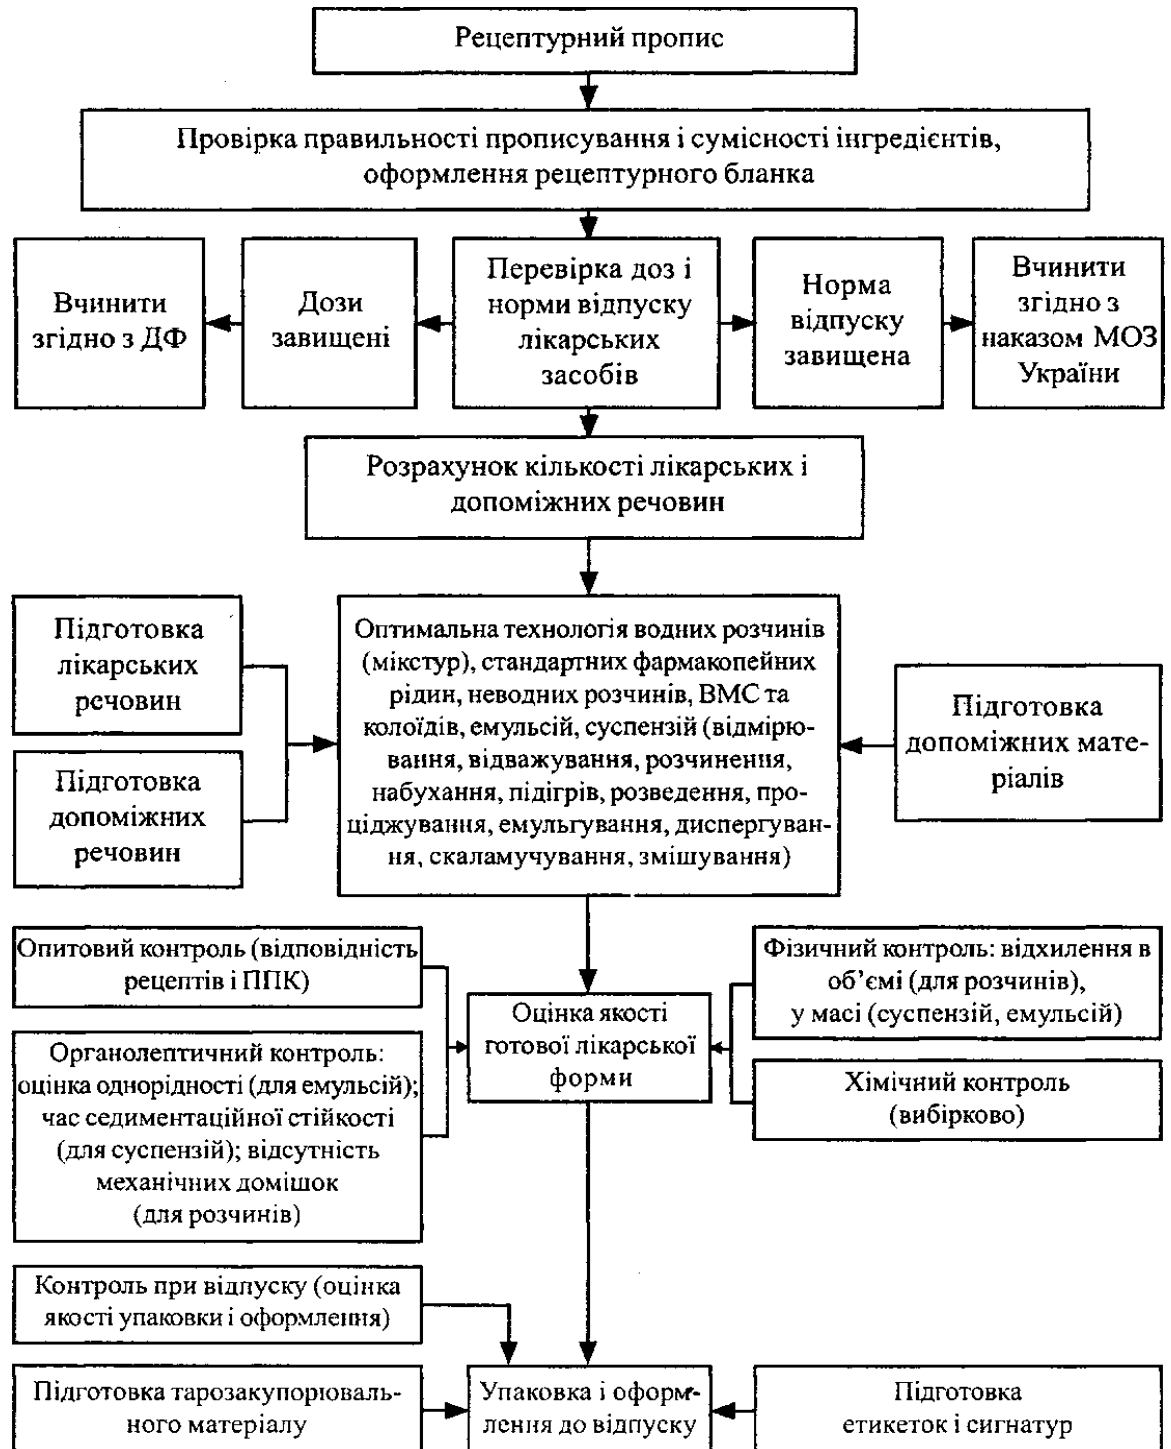 Рецептурний пропис
Провірка правильності прописування і сумісності інгредієнтів,
оформлення рецептурного бланка
Вчинити
згідно з ДФ
Дози
завищені
Перевірка доз і
норми відпуску
лікарських
засобів
Норма
відпуску
завищена
Вчинити
згідно з
наказом МОЗ
України
Розрахунок кількості лікарських і
допоміжних речовин
Підготовка
лікарських
речовин
Підготовка
допоміжних
речовин
Оптимальна технологія водних розчинів
(мікстур), стандартних фармакопейних
рідин, неводних розчинів, ВМС та
колоїдів, емульсій, суспензій (відмірю-
вання, відважування, розчинення,
набухання, підігрів, розведення, про-
ціджування, емульгування, диспергуван-
ня, скаламучування, змішування)
Підготовка
допоміжних мате-
ріалів
Опитовий контроль (відповідність
рецептів і ППК)
Органолептичний контроль:
оцінка однорідності (для емульсій);
час седиментаційної стійкості
(для суспензій); відсутність
механічних домішок
(для розчинів)
Оцінка якості
готової лікарської
форми
Фізичний контроль: відхилення в
об’ємі (для розчинів),
у масі (суспензій, емульсій)
Хімічний контроль
(вибірково)
Контроль при відпуску (оцінка
якості упаковки і оформлення)
Підготовка тарозакупорюваль-
ного матеріалу
Упаковка і оформ-
лення до відпуску
Підготовка
етикеток і сигнатур